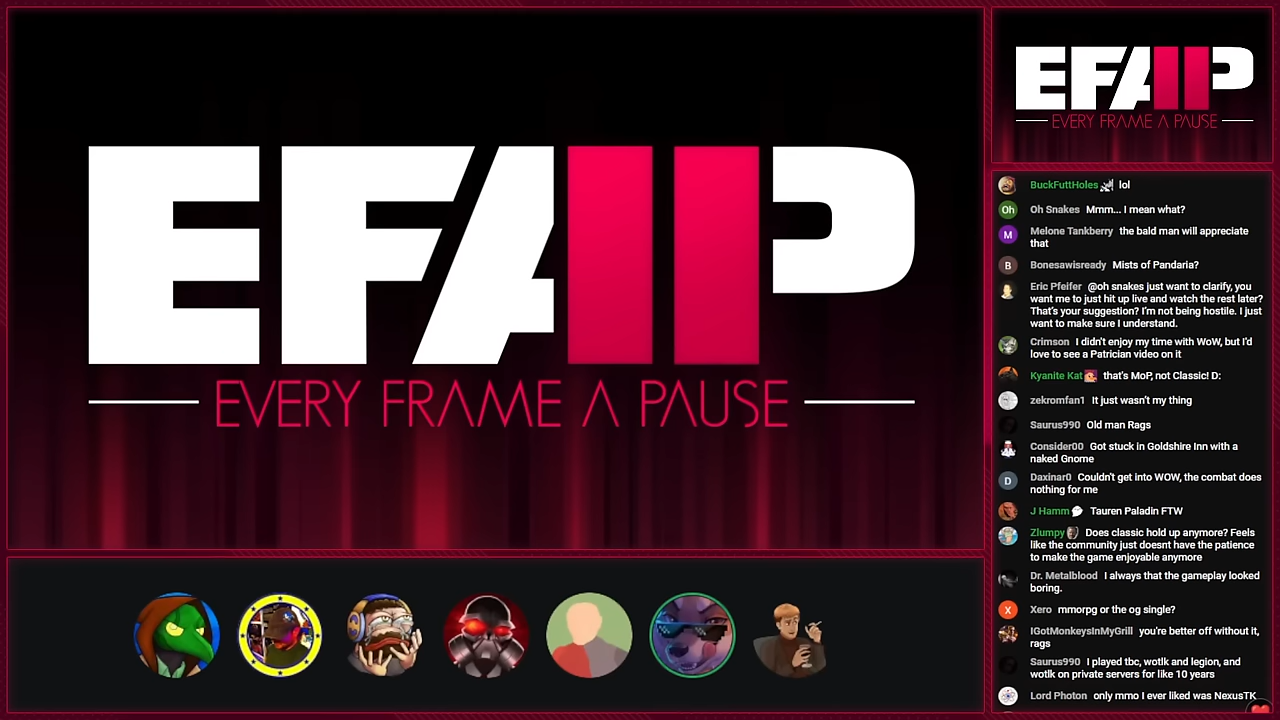 EFAP
EVERY FRAME A PAUSE
EFAP
EVERY FRAME A PAUSE
BuckFuttHoles lol
Oh
Oh Snakes Mmm... I mean what?
M
Melone Tankberry the bald man will appreciate
that
B
Bonesawisready Mists of Pandaria?
Eric Pfeifer @oh snakes just want to clarify, you
want me to just hit up live and watch the rest later?
That's your suggestion? I'm not being hostile. I just
want to make sure I understand.
Crimson I didn't enjoy my time with WoW, but I'd
love to see a Patrician video on it
Kyanite Kat that's MoP, not Classic! D:
zekromfan1 It just wasn't my thing
Saurus990 Old man Rags
Consider00 Got stuck in Goldshire Inn with a
naked Gnome
D
Daxinar0 Couldn't get into WOW, the combat does
nothing for me
J Hamm Tauren Paladin FTW
Zlumpy Does classic hold up anymore? Feels
like the community just doesnt have the patience
to make the game enjoyable anymore
Dr. Metalblood I always that the gameplay looked
boring.
X
Xero mmorpg or the og single?
IGotMonkeysInMyGrill you're better off without it,
rags
Saurus990 I played tbc, wotlk and legion, and
wotlk on private servers for like 10 years
Lord Photon only mmo I ever liked was NexusTK